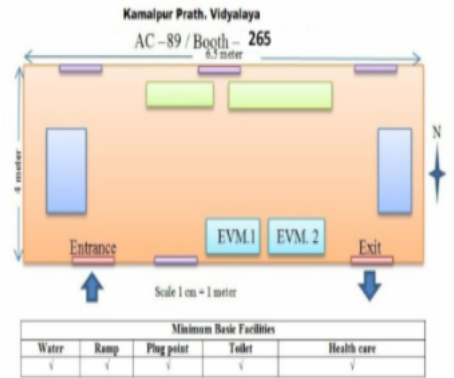 Kamalpur Prath. Vidyalaya
AC – 89 / Booth – 265
6.5 meter
4 meter
N
EVM.1 EVM. 2
Entrance Exit
Scale 1 cm = 1 meter
Minimum Basic Facilities
Water Ramp Plug point Toilet Health care
√ √ √ √ √